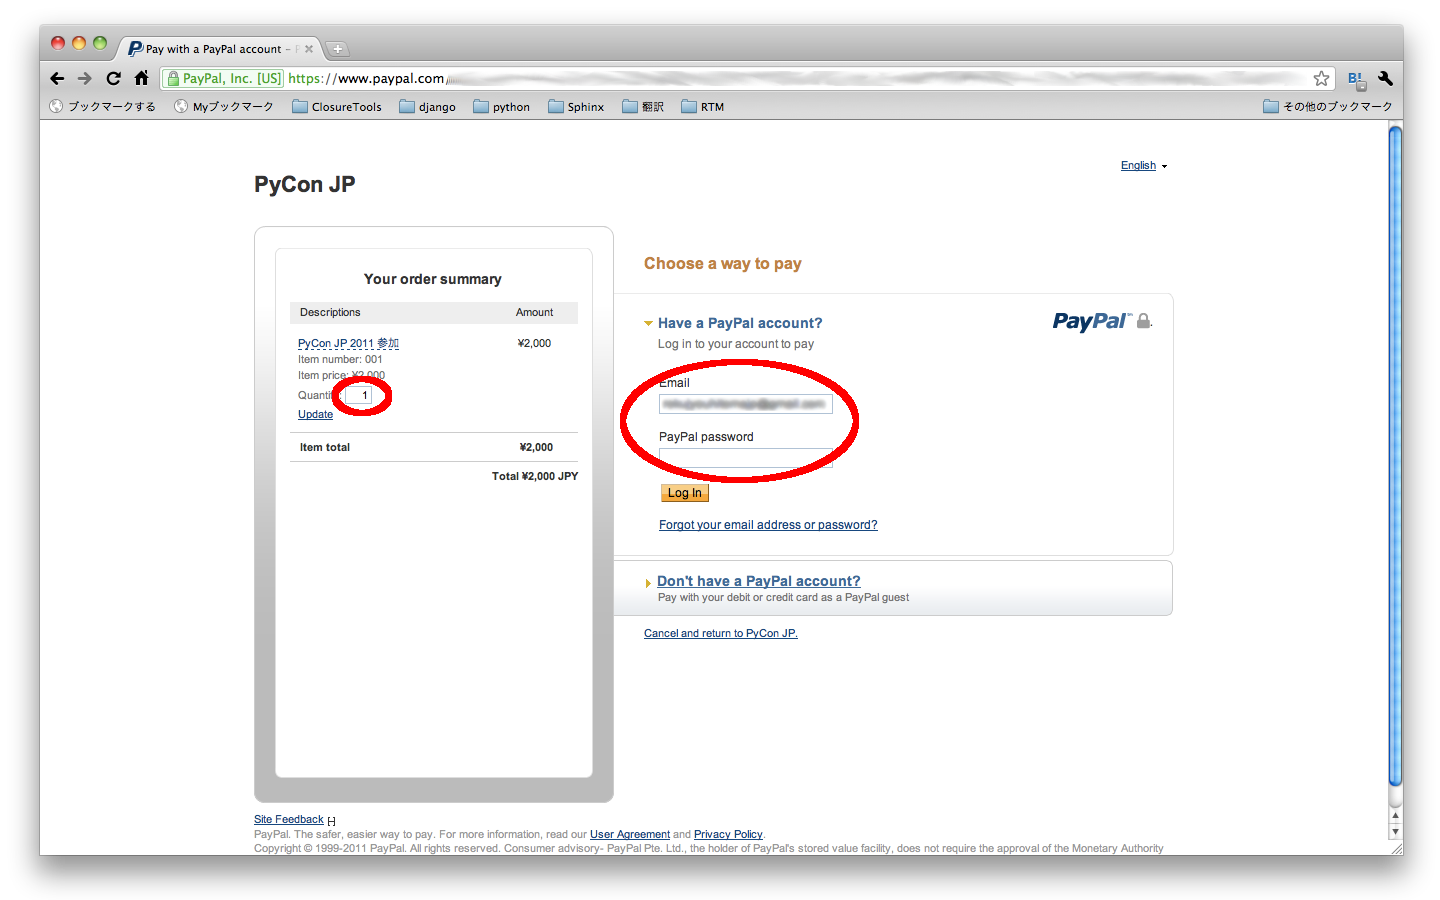 Pay with a PayPal account – P
PayPal, Inc. [US] https://www.paypal.com
ブックマークする Myブックマーク ClosureTools django python Sphinx 翻訳 RTM その他のブックマーク
English
PyCon JP
Your order summary
Descriptions Amount
PyCon JP 2011 参加 ¥2,000
Item number: 001
Item price: ¥2,000
Quantity 1
Update
Item total ¥2,000
Total ¥2,000 JPY
Choose a way to pay
Have a PayPal account?
PayPal
Log in to your account to pay
Email
PayPal password
Log In
Forgot your email address or password?
Don't have a PayPal account?
Pay with your debit or credit card as a PayPal guest
Cancel and return to PyCon JP.
Site Feedback [-]
PayPal. The safer, easier way to pay. For more information, read our User Agreement and Privacy Policy.
Copyright © 1999-2011 PayPal. All rights reserved. Consumer advisory- PayPal Pte. Ltd., the holder of PayPal's stored value facility, does not require the approval of the Monetary Authority